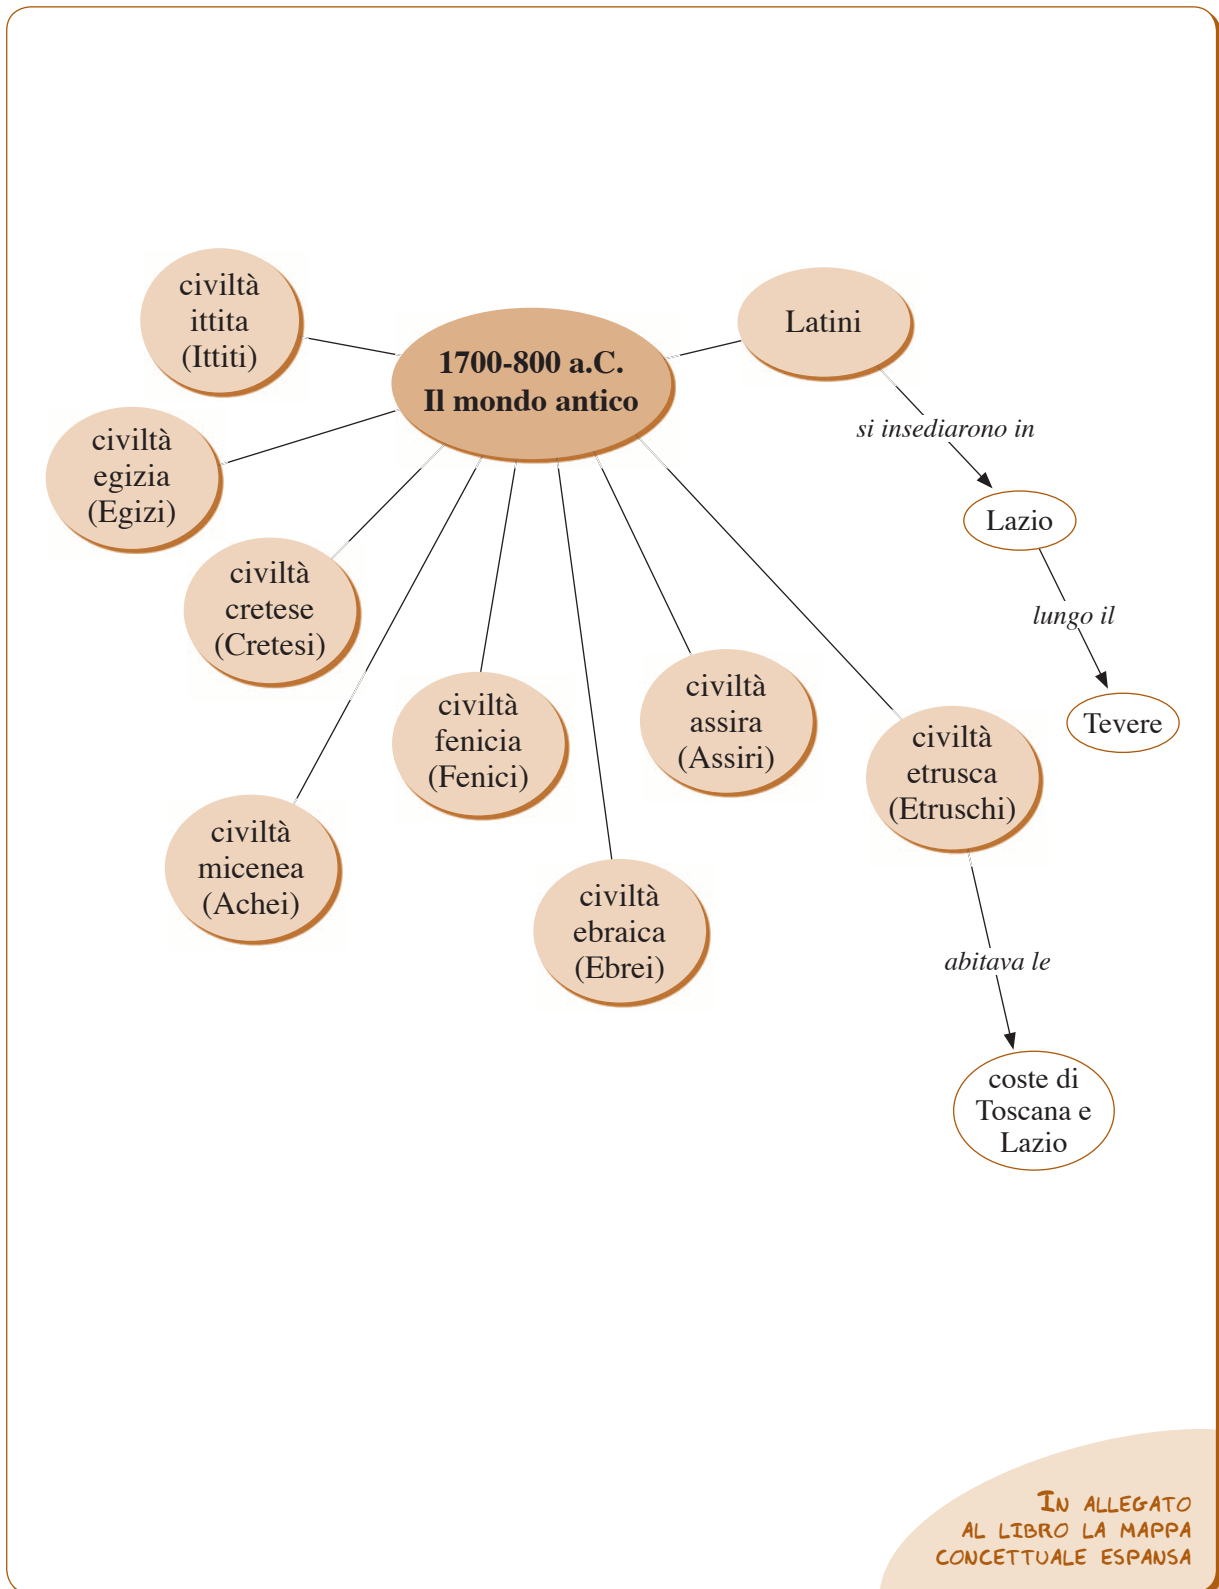 civiltà
ittita
(Ittiti)
1700-800 a.C.
Il mondo antico
Latini
si insediarono in
Lazio
lungo il
Tevere
civiltà
egizia
(Egizi)
civiltà
cretese
(Cretesi)
civiltà
micenea
(Achei)
civiltà
fenicia
(Fenici)
civiltà
ebraica
(Ebrei)
civiltà
assira
(Assiri)
civiltà
etrusca
(Etruschi)
abitava le
coste di
Toscana e
Lazio
In allegato
al libro la mappa
concettuale espansa